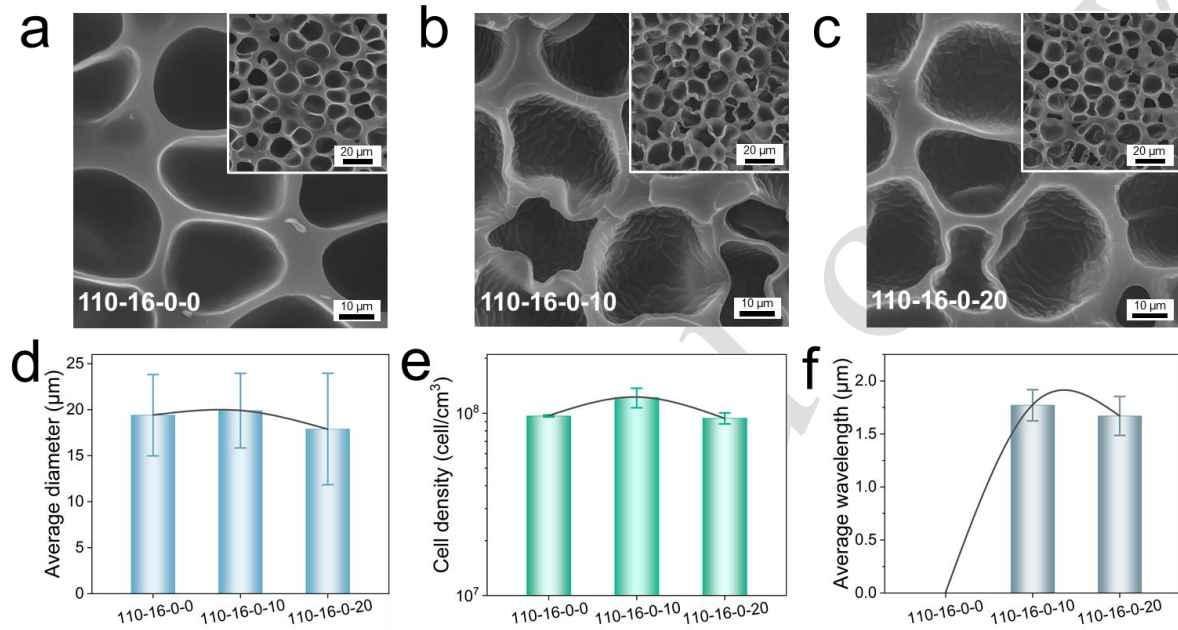 a
20 µm
110-16-0-0
10 µm
b
20 µm
110-16-0-10
10 µm
c
20 µm
110-16-0-20
10 µm
d
Average diameter (µm)
25
20
15
10
5
0
110-16-0-0
110-16-0-10
110-16-0-20
e
Cell density (cell/cm³)
10⁸
10⁷
110-16-0-0
110-16-0-10
110-16-0-20
f
Average wavelength (µm)
2.0
1.5
1.0
0.5
0.0
110-16-0-0
110-16-0-10
110-16-0-20